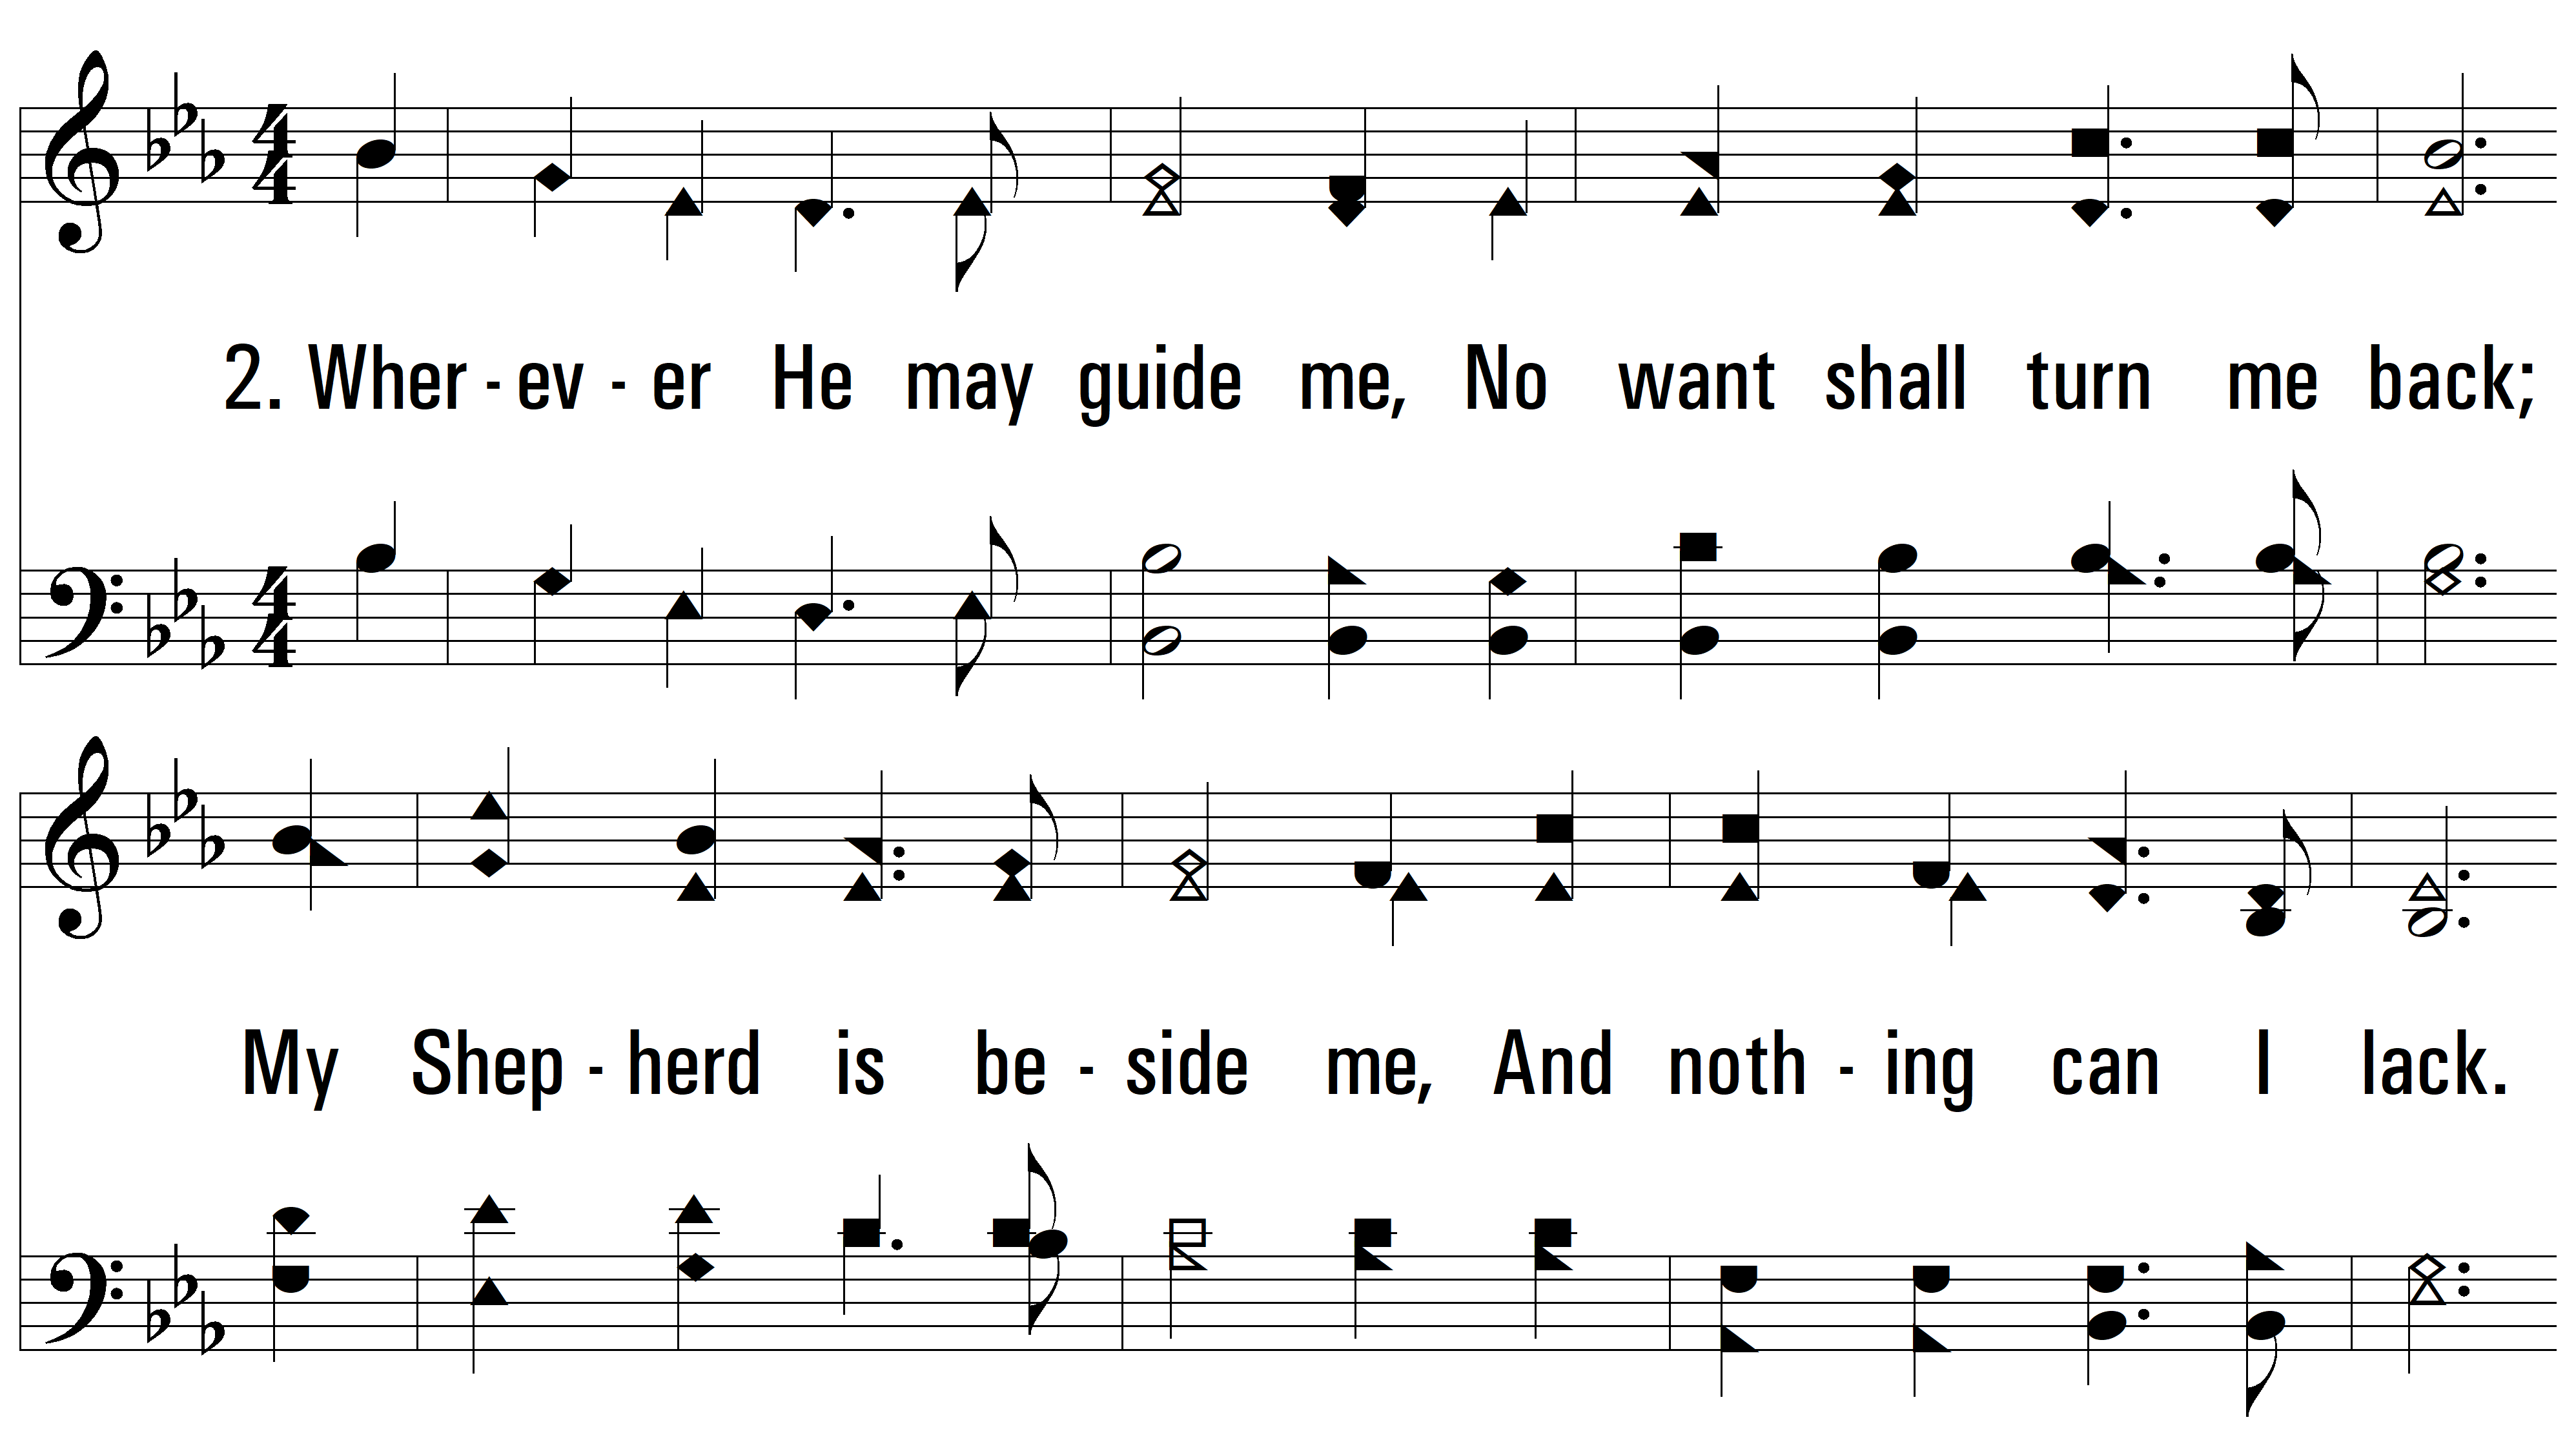 2. Wher - ev - er He may guide me, No want shall turn me back;
My Shep - herd is be - side me, And noth - ing can I lack.